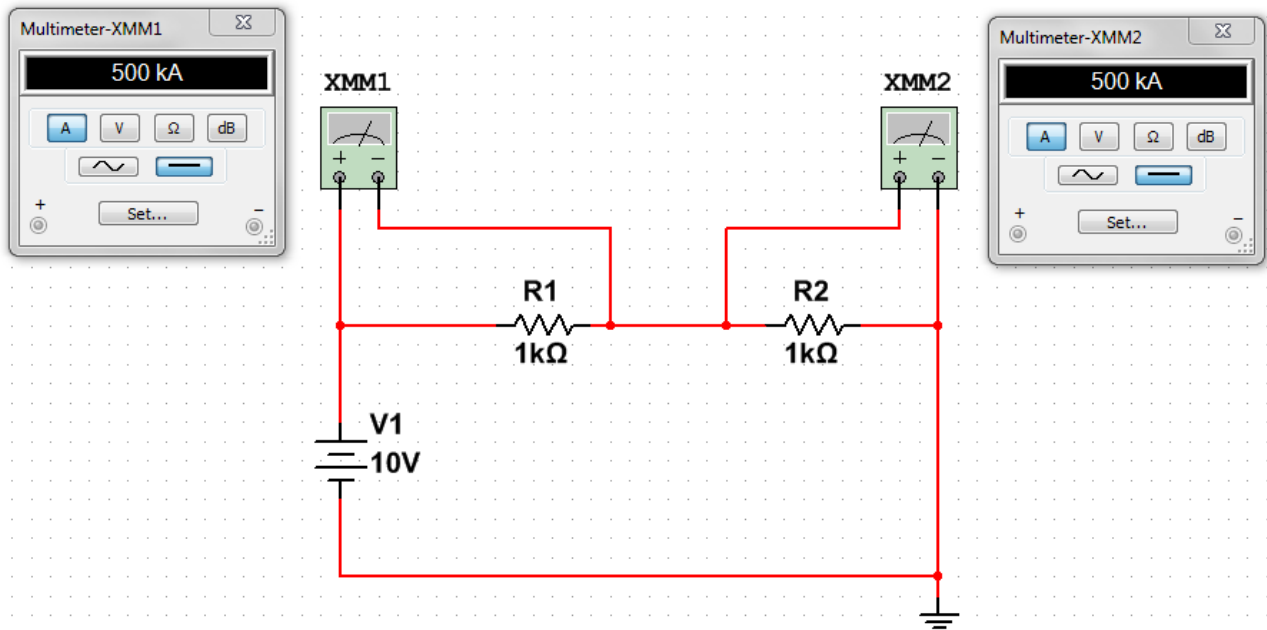 Multimeter-XMM1
X
500 kA
A V Ω dB
+ Set... −
XMM1
+ −
XMM2
+ −
Multimeter-XMM2
X
500 kA
A V Ω dB
+ Set... −
R1
1kΩ
R2
1kΩ
V1
10V